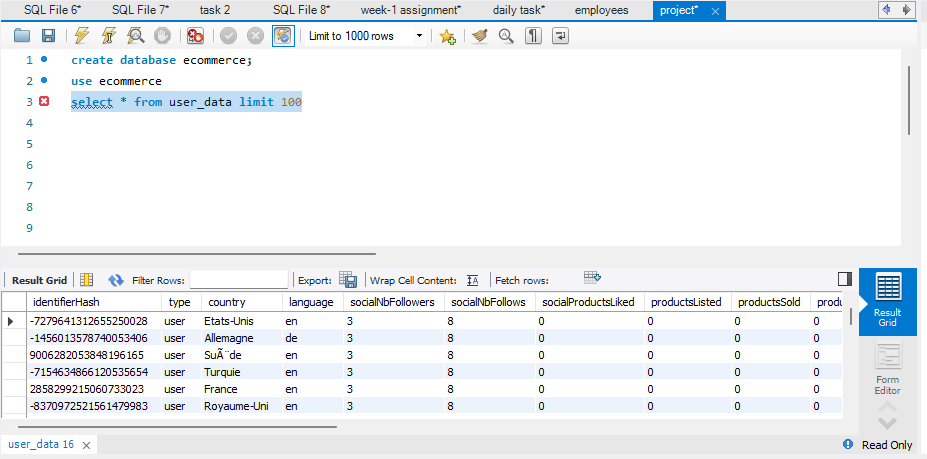 SQL File 6* SQL File 7* task 2 SQL File 8* week-1 assignment* daily task* employees project*
Limit to 1000 rows
1 create database ecommerce;
2 use ecommerce
3 select * from user_data limit 100
4
5
6
7
8
9
Result Grid Filter Rows: Export: Wrap Cell Content: Fetch rows:
identifierHash type country language socialNbFollowers socialNbFollows socialProductsLiked productsListed productsSold
-7279641312655250028 user Etats-Unis en 3 8 0 0 0 0
-1456013578740053406 user Allemagne de 3 8 0 0 0 0
9006282053848196165 user SuÃ¨de en 3 8 0 0 0 0
-7154634866120535654 user Turquie en 3 8 0 0 0 0
2858299215060733023 user France en 3 8 0 0 0 0
-8370972521561479983 user Royaume-Uni en 3 8 0 0 0 0
Result
Grid
Form
Editor
user_data 16 Read Only